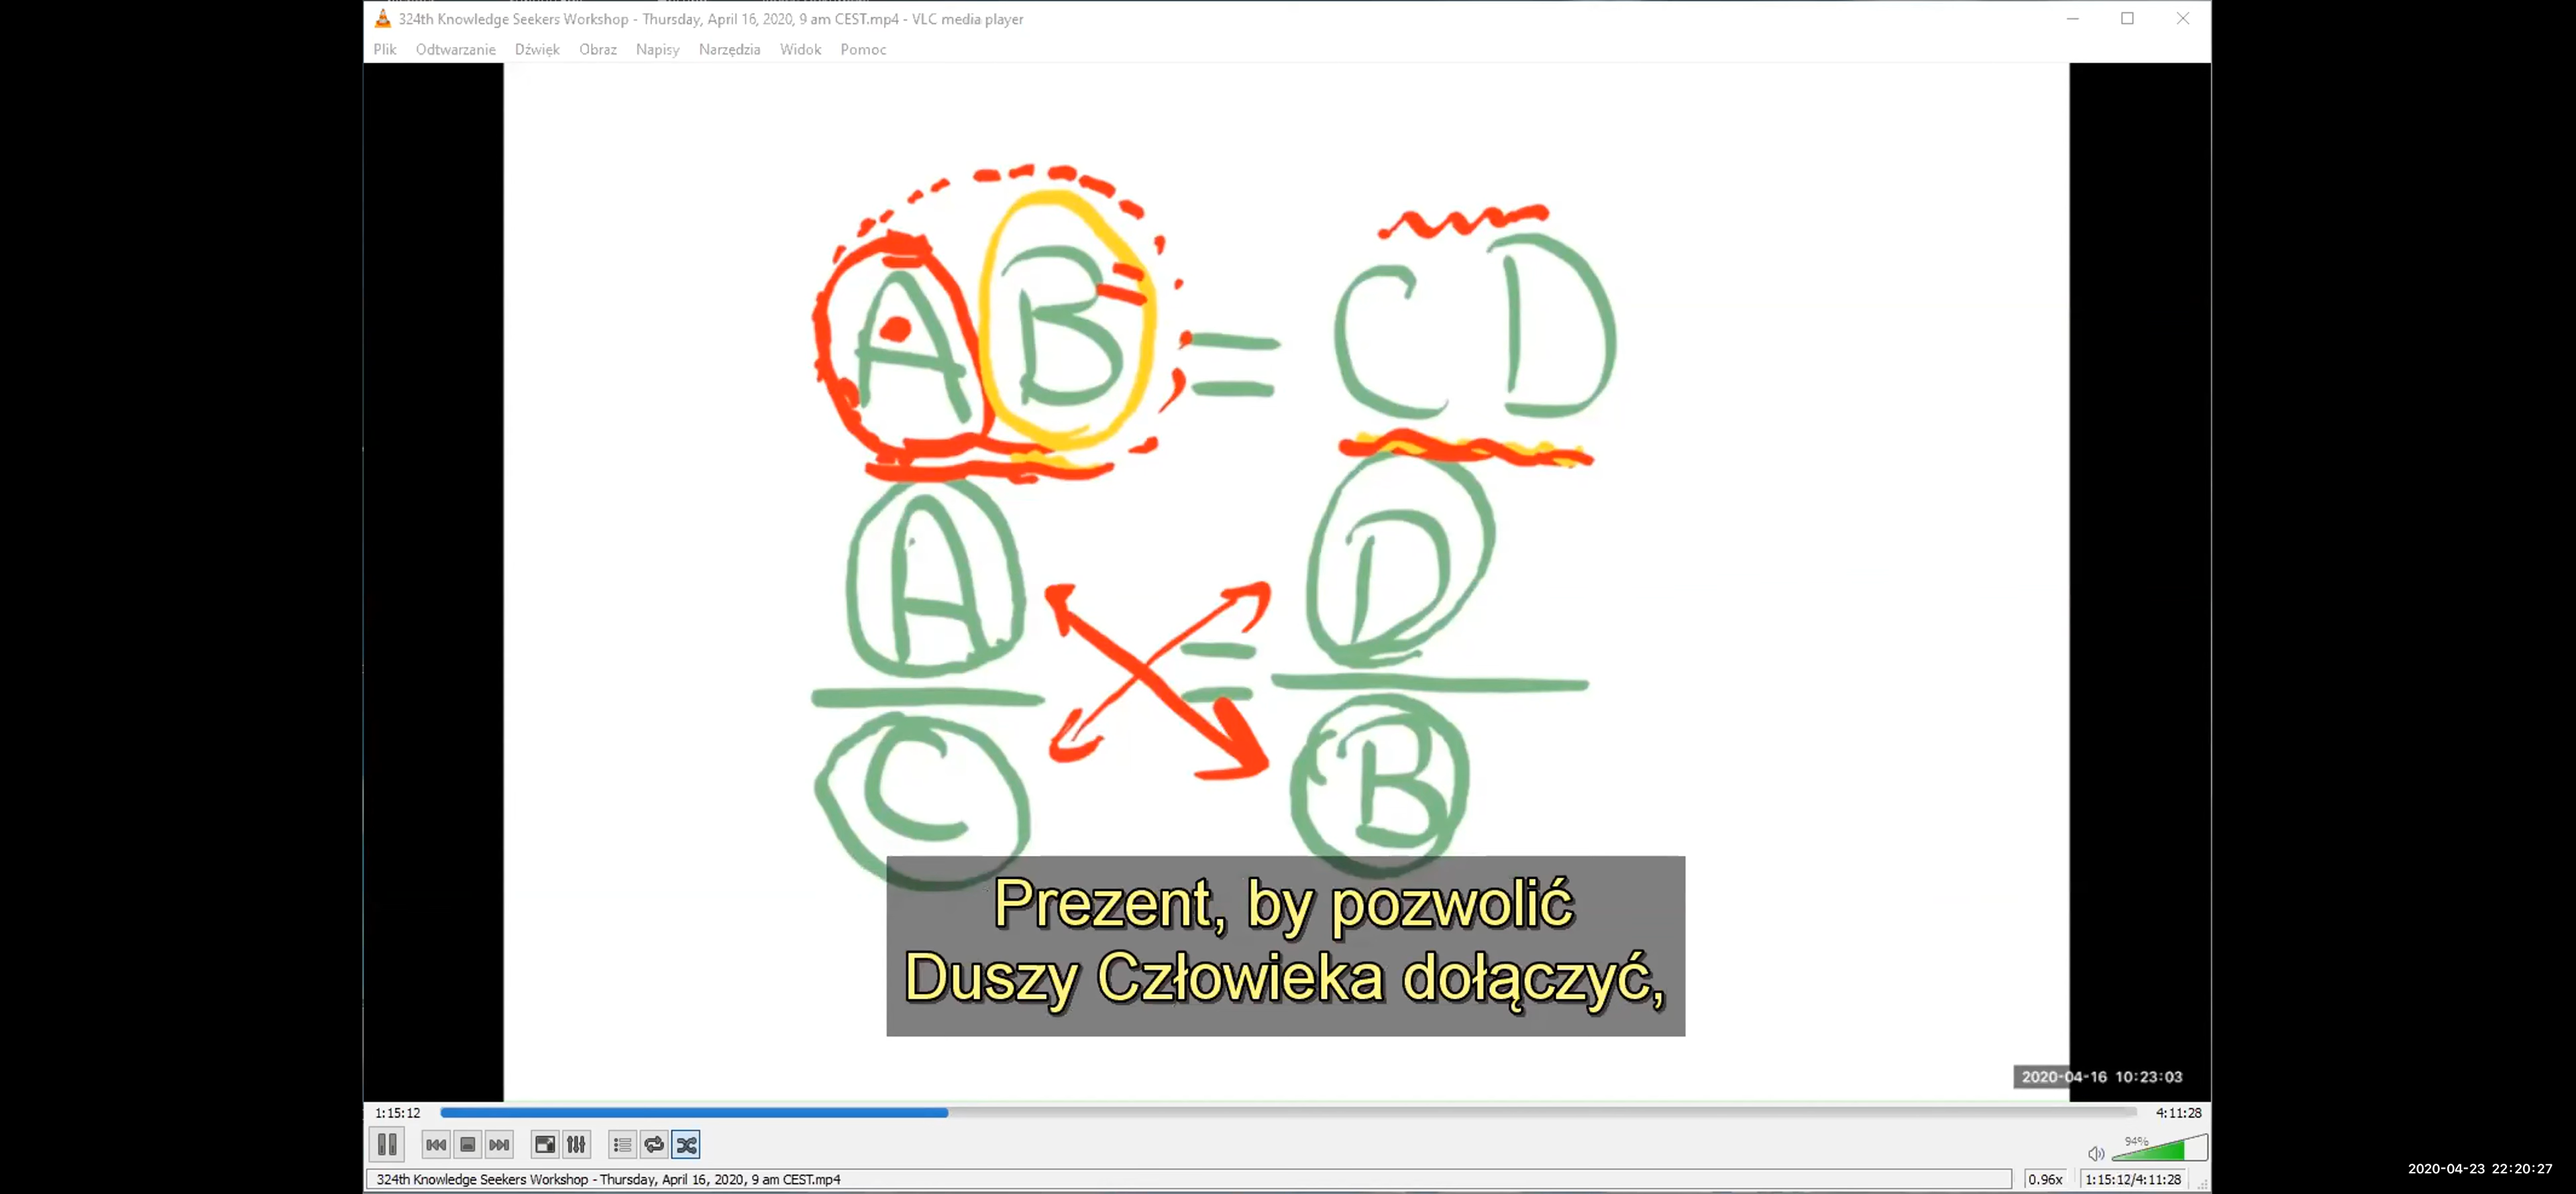 324th Knowledge Seekers Workshop - Thursday, April 16, 2020, 9 am CEST.mp4 - VLC media player
Plik Odtwarzanie Dźwięk Obraz Napisy Narzędzia Widok Pomoc
A B = C D
A = D
C B
Prezent, by pozwolić
Duszy Człowieka dołączyć,
2020-04-16 10:23:03
1:15:12 4:11:28
94%
324th Knowledge Seekers Workshop - Thursday, April 16, 2020, 9 am CEST.mp4 0.96x 1:15:12/4:11:28
2020-04-23 22:20:27